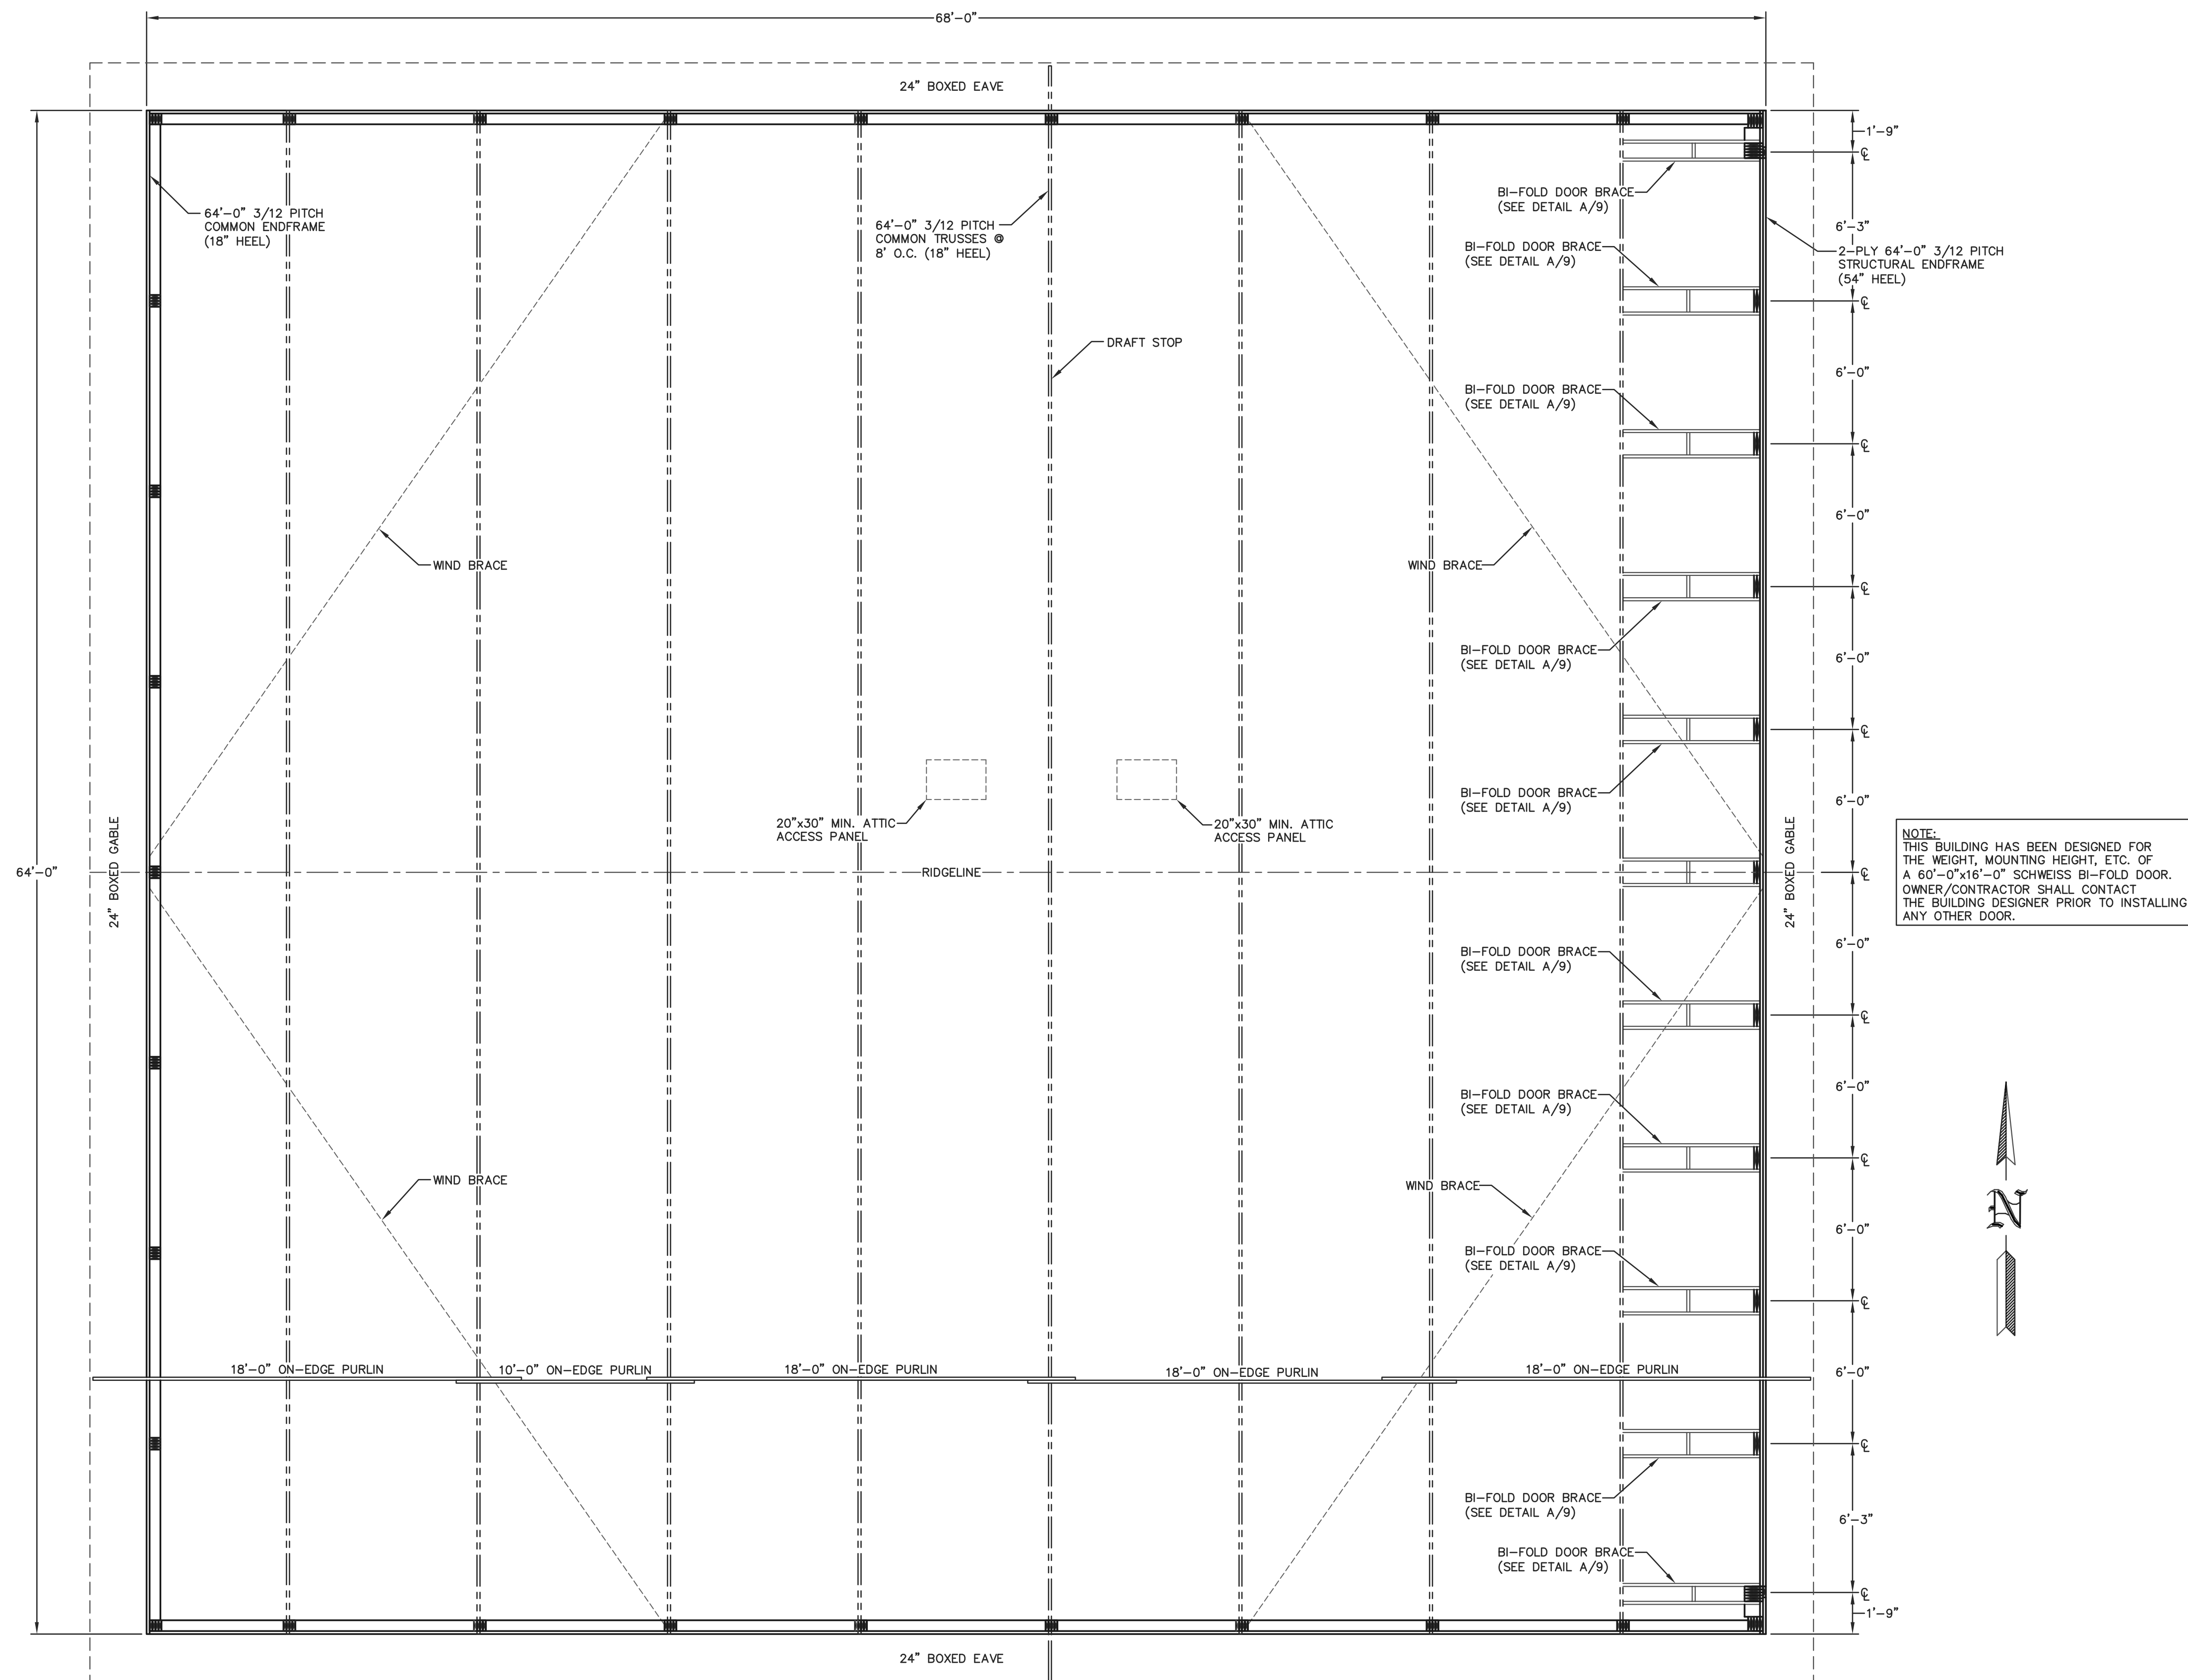 68'-0"
24" BOXED EAVE
1'-9"
℄
BI-FOLD DOOR BRACE
(SEE DETAIL A/9)
64'-0" 3/12 PITCH
COMMON ENDFRAME
(18" HEEL)
64'-0" 3/12 PITCH
COMMON TRUSSES @
8' O.C. (18" HEEL)
6'-3"
BI-FOLD DOOR BRACE
(SEE DETAIL A/9)
2-PLY 64'-0" 3/12 PITCH
STRUCTURAL ENDFRAME
(54" HEEL)
℄
DRAFT STOP
6'-0"
BI-FOLD DOOR BRACE
(SEE DETAIL A/9)
℄
6'-0"
WIND BRACE
WIND BRACE
℄
BI-FOLD DOOR BRACE
(SEE DETAIL A/9)
6'-0"
℄
BI-FOLD DOOR BRACE
(SEE DETAIL A/9)
6'-0"
20"x30" MIN. ATTIC
ACCESS PANEL
20"x30" MIN. ATTIC
ACCESS PANEL
64'-0"
24" BOXED GABLE
RIDGELINE
24" BOXED GABLE
℄
NOTE:
THIS BUILDING HAS BEEN DESIGNED FOR
THE WEIGHT, MOUNTING HEIGHT, ETC. OF
A 60'-0"x16'-0" SCHWEISS BI-FOLD DOOR.
OWNER/CONTRACTOR SHALL CONTACT
THE BUILDING DESIGNER PRIOR TO INSTALLING
ANY OTHER DOOR.
6'-0"
BI-FOLD DOOR BRACE
(SEE DETAIL A/9)
℄
6'-0"
BI-FOLD DOOR BRACE
(SEE DETAIL A/9)
℄
WIND BRACE
WIND BRACE
N
6'-0"
BI-FOLD DOOR BRACE
(SEE DETAIL A/9)
℄
18'-0" ON-EDGE PURLIN
10'-0" ON-EDGE PURLIN
18'-0" ON-EDGE PURLIN
18'-0" ON-EDGE PURLIN
18'-0" ON-EDGE PURLIN
6'-0"
℄
BI-FOLD DOOR BRACE
(SEE DETAIL A/9)
6'-3"
BI-FOLD DOOR BRACE
(SEE DETAIL A/9)
℄
1'-9"
24" BOXED EAVE